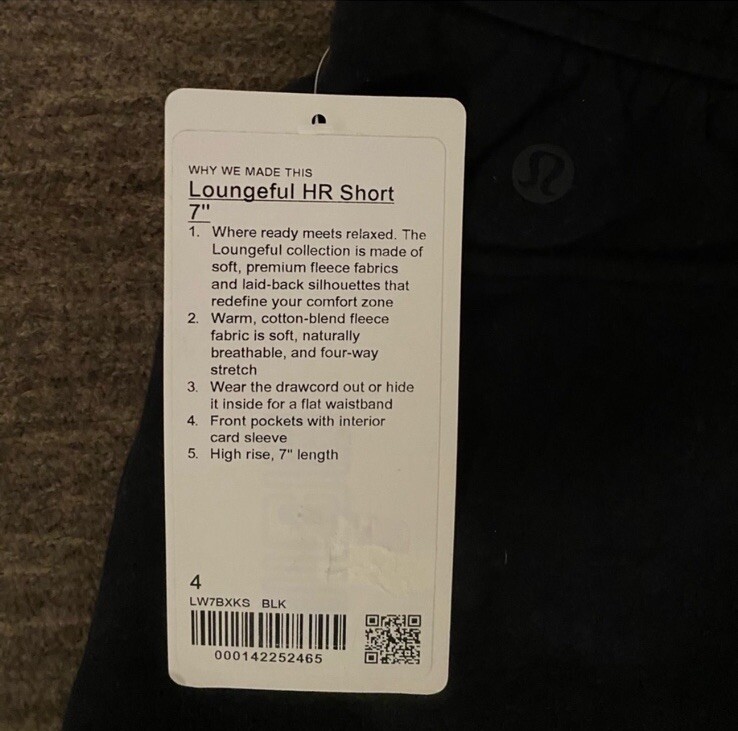 WHY WE MADE THIS
Loungeful HR Short
7"
1. Where ready meets relaxed. The
Loungeful collection is made of
soft, premium fleece fabrics
and laid-back silhouettes that
redefine your comfort zone
2. Warm, cotton-blend fleece
fabric is soft, naturally
breathable, and four-way
stretch
3. Wear the drawcord out or hide
it inside for a flat waistband
4. Front pockets with interior
card sleeve
5. High rise, 7" length
4
LW7BXKS BLK
000142252465